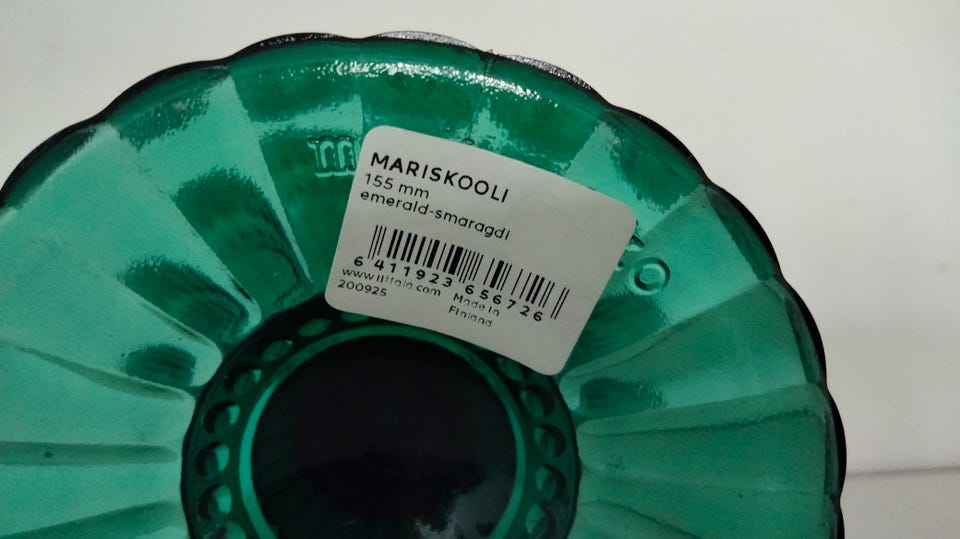 MARISKOOLI
155 mm
emerald-smaragdi
6 411923 656726
www.iittala.com Made in
200925 Finland